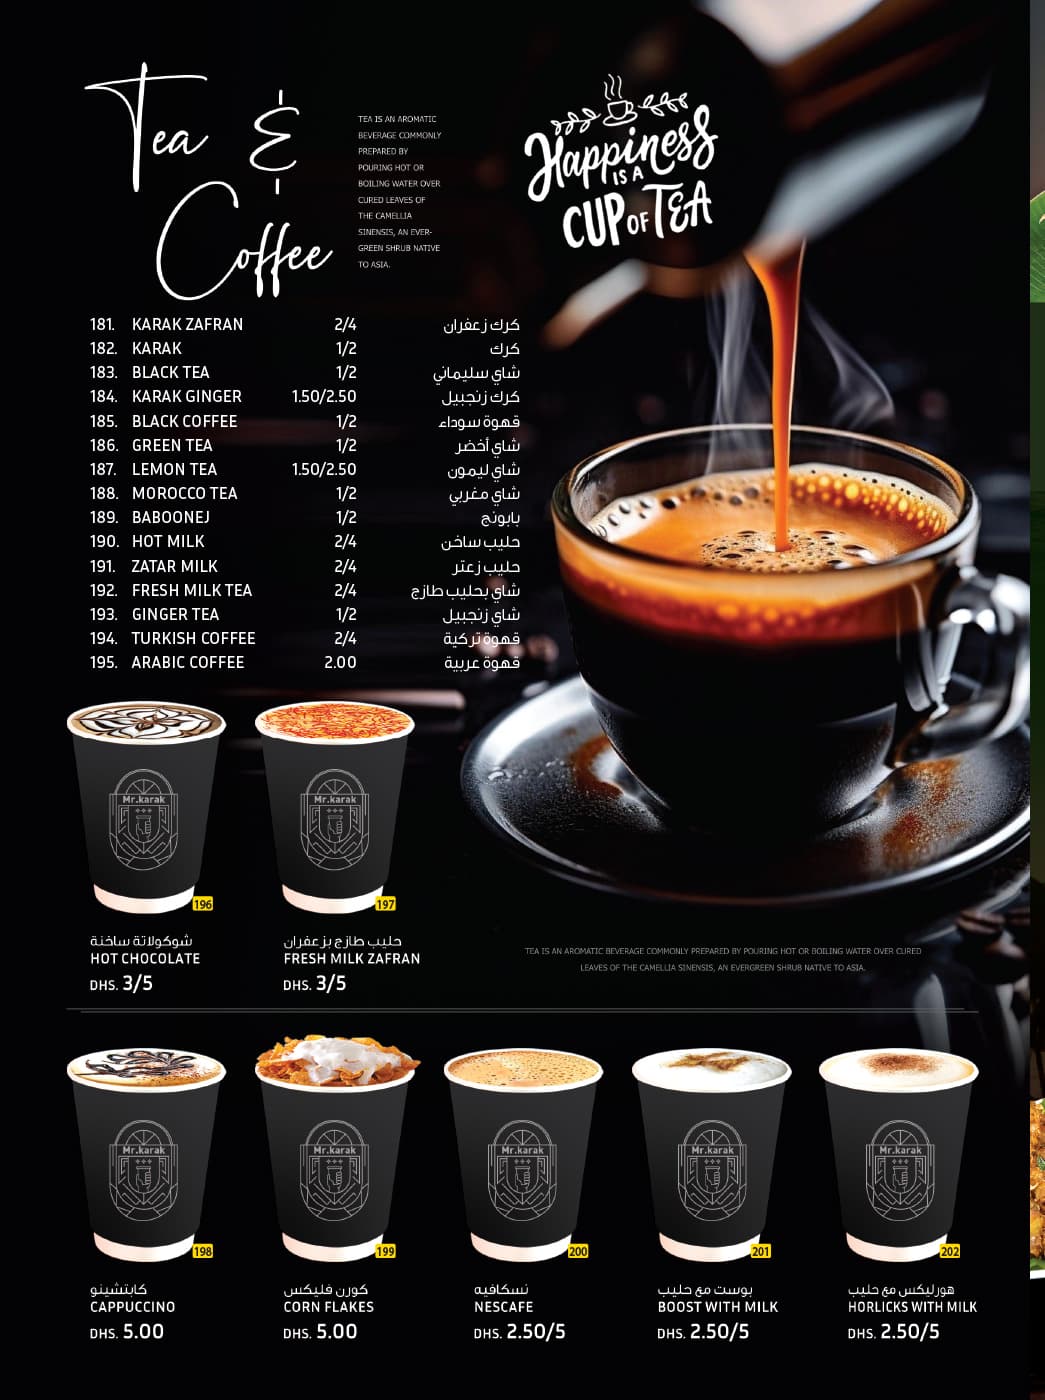 Tea &
Coffee
TEA IS AN AROMATIC
BEVERAGE COMMONLY
PREPARED BY
POURING HOT OR
BOILING WATER OVER
CURED LEAVES OF
THE CAMELLIA
SINENSIS, AN EVER-
GREEN SHRUB NATIVE
TO ASIA.
Happiness
IS A
CUP OF TEA
181. KARAK ZAFRAN 2/4 كرك زعفران
182. KARAK 1/2 كرك
183. BLACK TEA 1/2 شاي سليماني
184. KARAK GINGER 1.50/2.50 كرك زنجبيل
185. BLACK COFFEE 1/2 قهوة سوداء
186. GREEN TEA 1/2 شاي أخضر
187. LEMON TEA 1.50/2.50 شاي ليمون
188. MOROCCO TEA 1/2 شاي مغربي
189. BABOONEJ 1/2 بابونج
190. HOT MILK 2/4 حليب ساخن
191. ZATAR MILK 2/4 حليب زعتر
192. FRESH MILK TEA 2/4 شاي بحليب طازج
193. GINGER TEA 1/2 شاي زنجبيل
194. TURKISH COFFEE 2/4 قهوة تركية
195. ARABIC COFFEE 2.00 قهوة عربية
Mr.karak
196
شوكولاتة ساخنة
HOT CHOCOLATE
DHS. 3/5
Mr.karak
197
حليب طازج بزعفران
FRESH MILK ZAFRAN
DHS. 3/5
TEA IS AN AROMATIC BEVERAGE COMMONLY PREPARED BY POURING HOT OR BOILING WATER OVER CURED
LEAVES OF THE CAMELLIA SINENSIS, AN EVERGREEN SHRUB NATIVE TO ASIA.
Mr.karak
198
كابتشينو
CAPPUCCINO
DHS. 5.00
Mr.karak
199
كورن فليكس
CORN FLAKES
DHS. 5.00
Mr.karak
200
نسكافيه
NESCAFE
DHS. 2.50/5
Mr.karak
201
بوست مع حليب
BOOST WITH MILK
DHS. 2.50/5
Mr.karak
202
هورليكس مع حليب
HORLICKS WITH MILK
DHS. 2.50/5